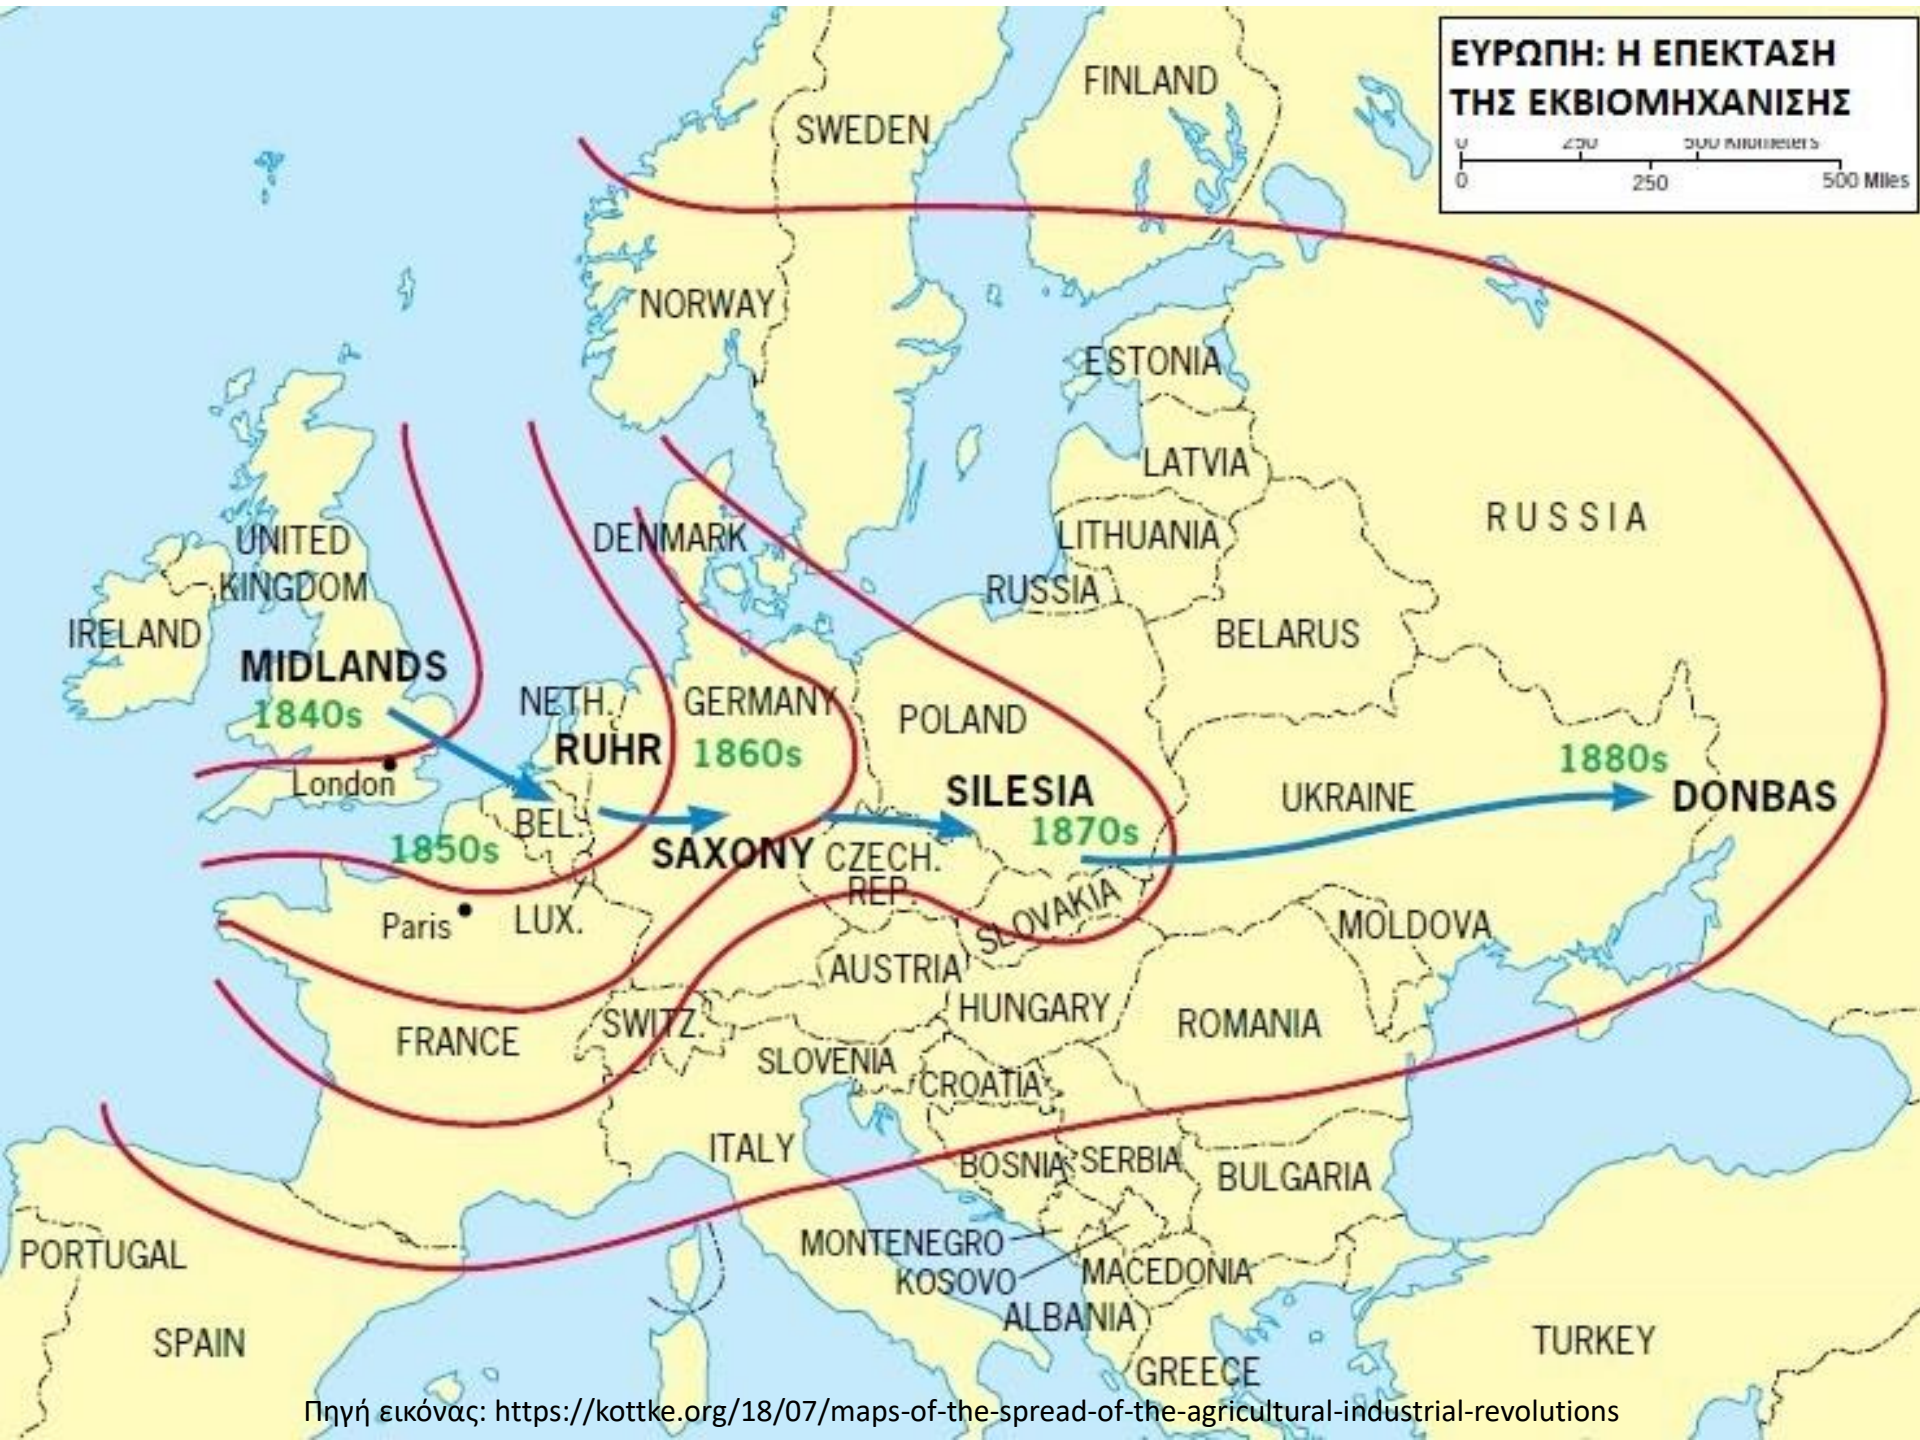 ΕΥΡΩΠΗ: Η ΕΠΕΚΤΑΣΗ
ΤΗΣ ΕΚΒΙΟΜΗΧΑΝΙΣΗΣ
0 250 500 Kilometers
0 250 500 Miles
FINLAND
SWEDEN
NORWAY
ESTONIA
LATVIA
RUSSIA
LITHUANIA
DENMARK
UNITED
KINGDOM
RUSSIA
IRELAND
BELARUS
MIDLANDS
1840s
NETH.
GERMANY
POLAND
RUHR
1860s
1880s
London
SILESIA
UKRAINE
DONBAS
BEL.
1870s
1850s
SAXONY
CZECH.
REP.
Paris
LUX.
SLOVAKIA
MOLDOVA
AUSTRIA
HUNGARY
SWITZ.
ROMANIA
FRANCE
SLOVENIA
CROATIA
ITALY
BOSNIA
SERBIA
BULGARIA
PORTUGAL
MONTENEGRO
KOSOVO
MACEDONIA
ALBANIA
SPAIN
TURKEY
GREECE
Πηγή εικόνας: https://kottke.org/18/07/maps-of-the-spread-of-the-agricultural-industrial-revolutions